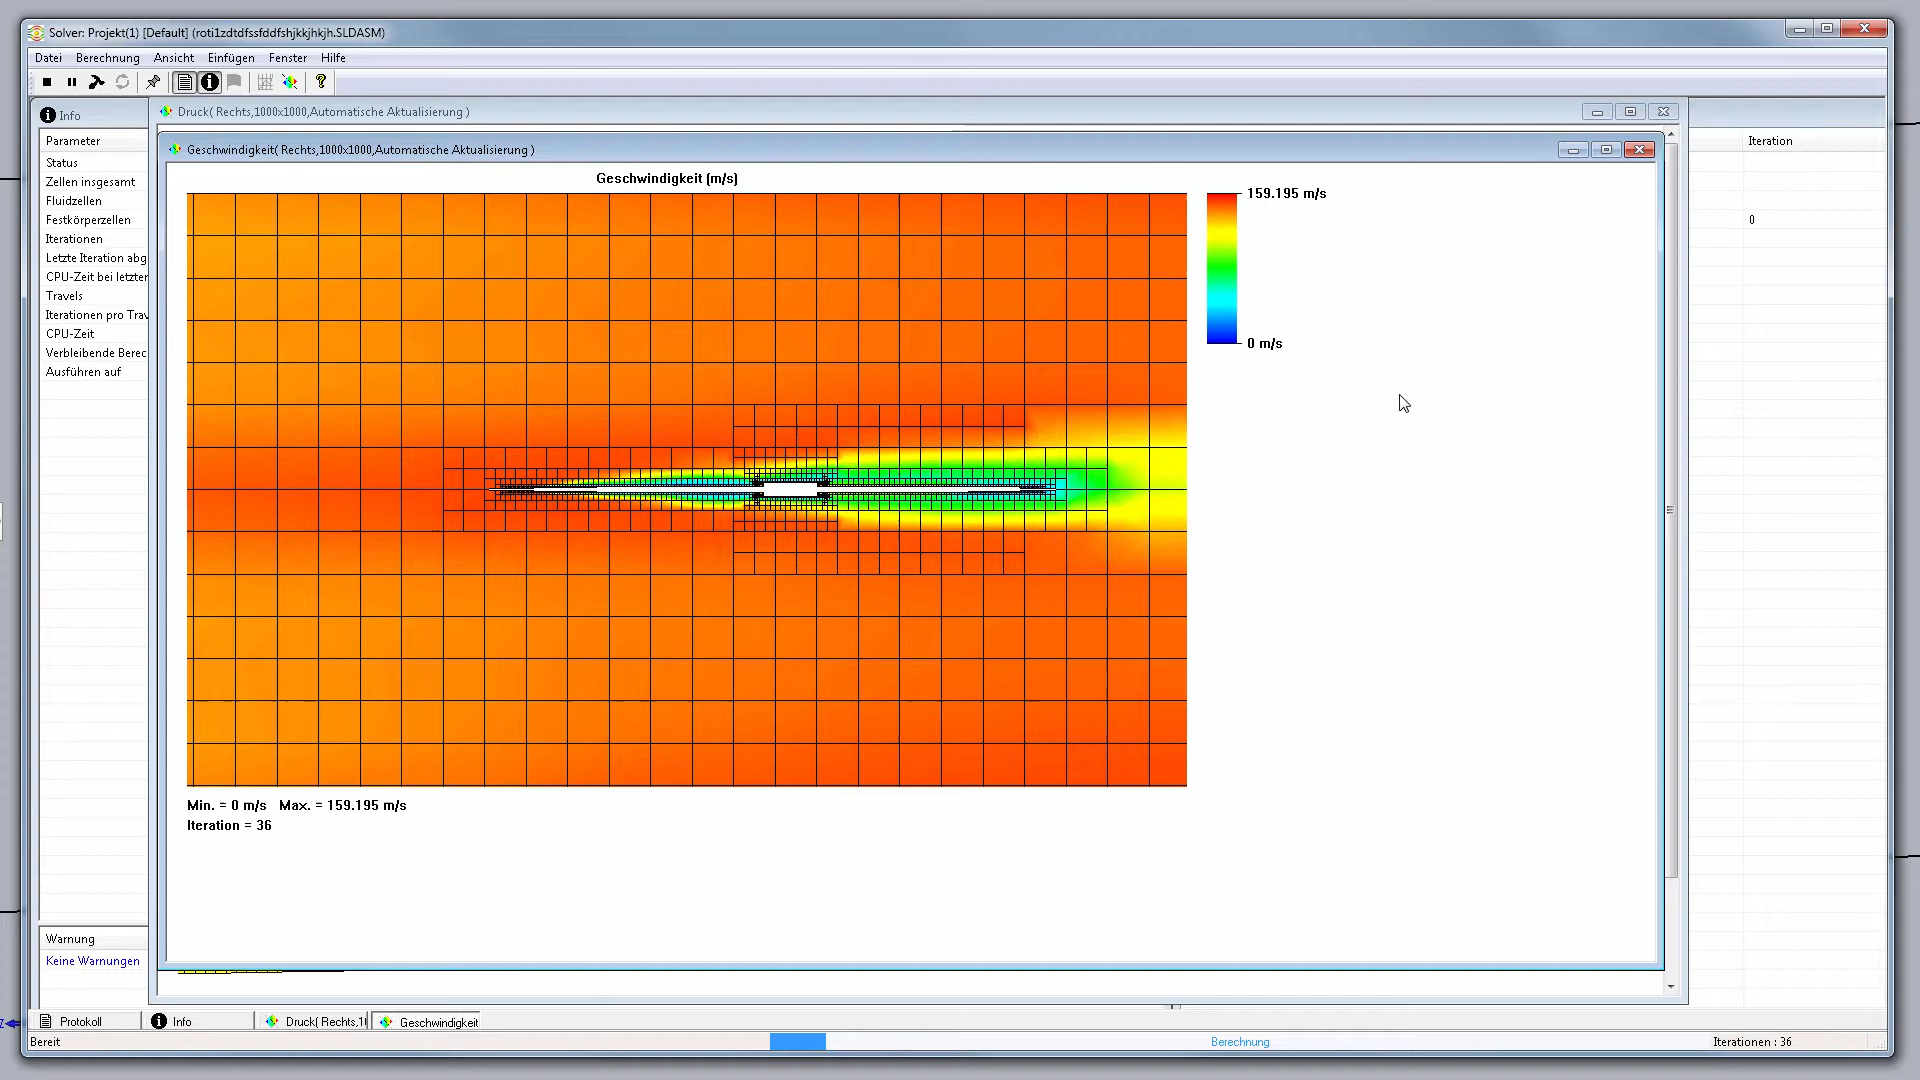 Solver: Projekt(1) [Default] (roti1zdtdfssfddfshjkkjhkjh.SLDASM)
Datei Berechnung Ansicht Einfügen Fenster Hilfe
Info
Druck( Rechts,1000x1000,Automatische Aktualisierung )
Parameter
Iteration
Geschwindigkeit( Rechts,1000x1000,Automatische Aktualisierung )
Status
Zellen insgesamt
Fluidzellen
Festkörperzellen
0
Iterationen
Letzte Iteration abg
CPU-Zeit bei letzter
Travels
Iterationen pro Trav
CPU-Zeit
Verbleibende Berec
Ausführen auf
Geschwindigkeit (m/s)
159.195 m/s
0 m/s
Min. = 0 m/s Max. = 159.195 m/s
Iteration = 36
Warnung
Keine Warnungen
Protokoll Info Druck( Rechts,1( Geschwindigkeit
Bereit Berechnung Iterationen : 36
Z